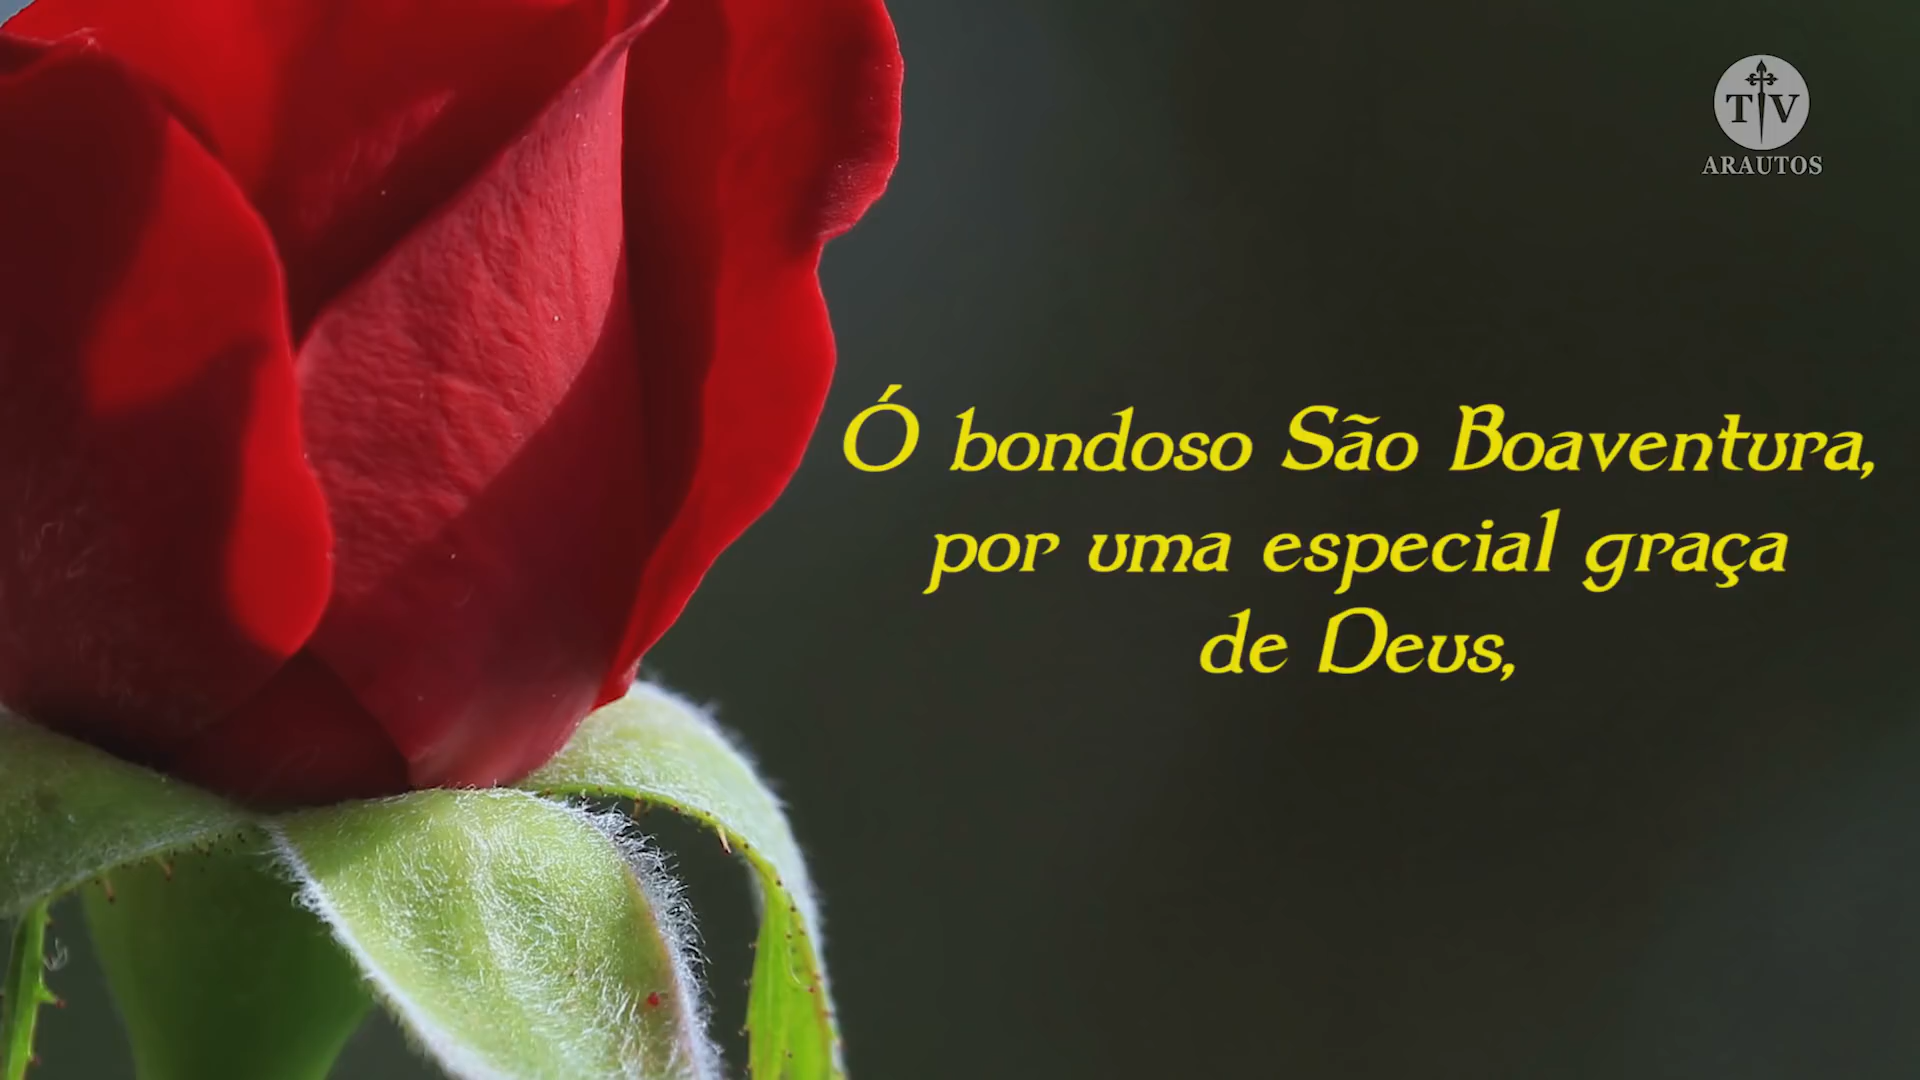 TV
ARAUTOS
Ó bondoso São Boaventura,
por uma especial graça
de Deus,